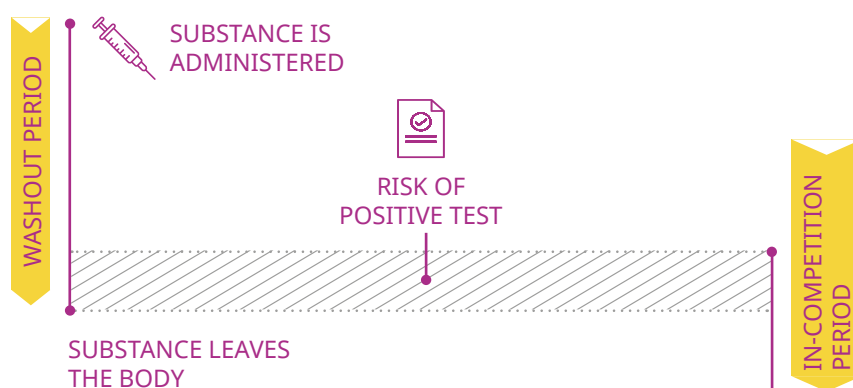 WASHOUT PERIOD
SUBSTANCE IS
ADMINISTERED
RISK OF
POSITIVE TEST
IN-COMPETITION
PERIOD
SUBSTANCE LEAVES
THE BODY